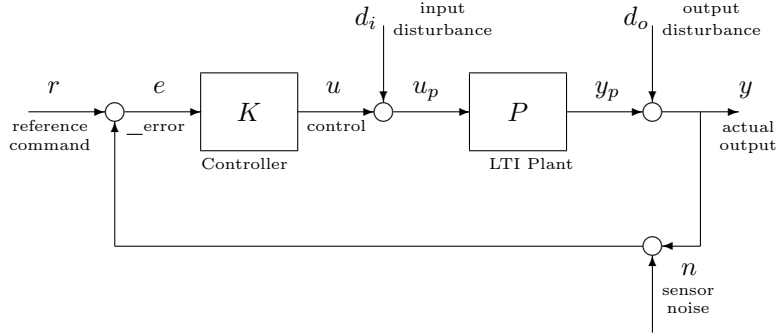 d_i
input
disturbance
d_o
output
disturbance
r
e
K
u
u_p
P
y_p
y
reference
command
_error
control
actual
output
Controller
LTI Plant
n
sensor
noise